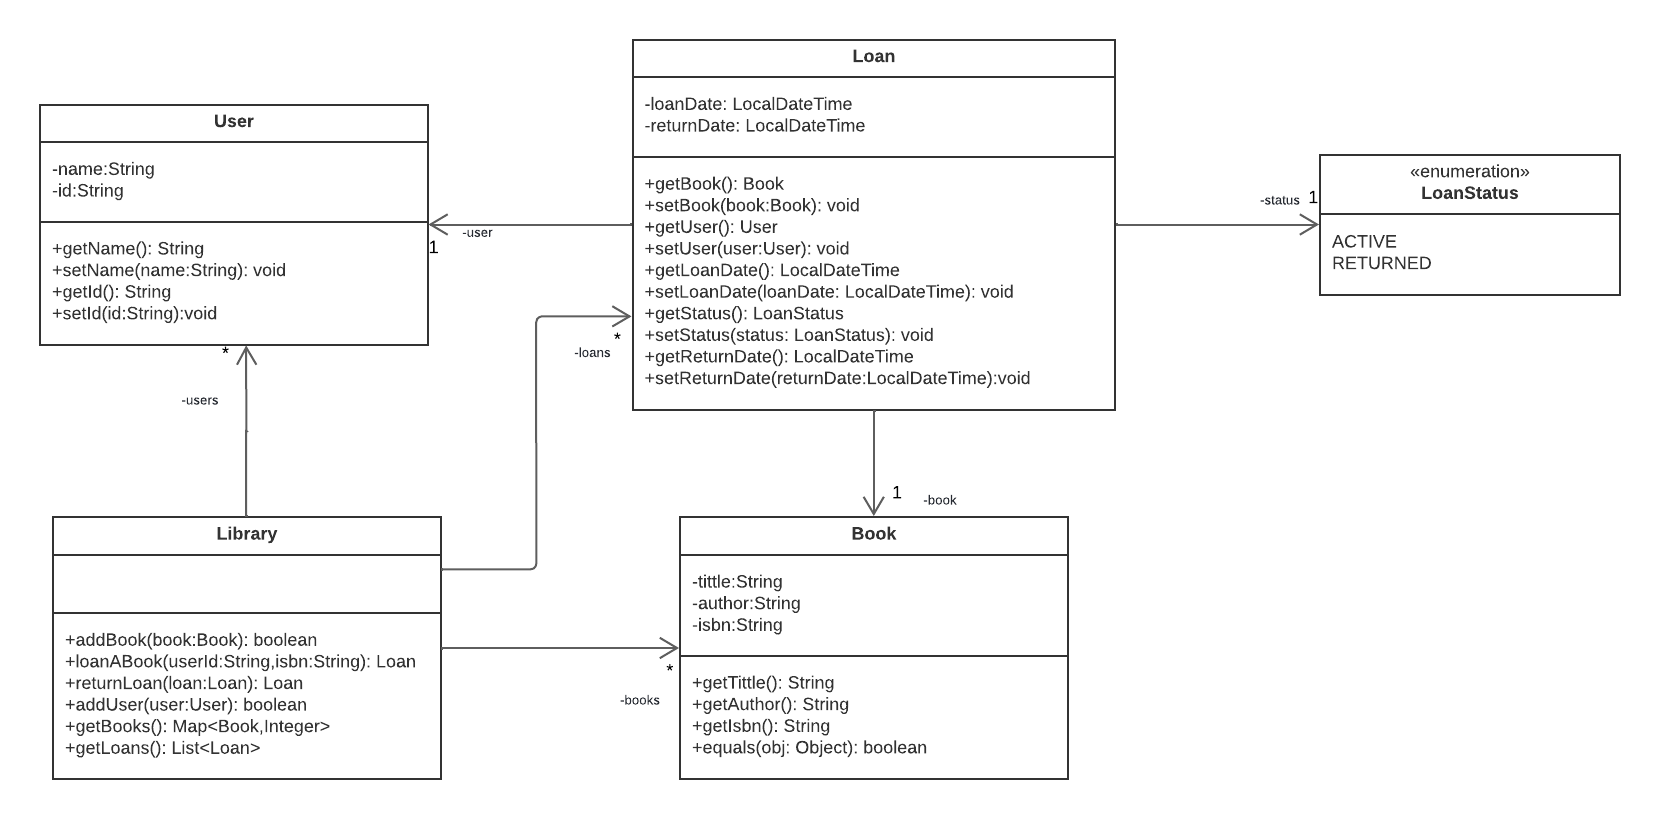 Loan
-loanDate: LocalDateTime
-returnDate: LocalDateTime
+getBook(): Book
+setBook(book:Book): void
+getUser(): User
+setUser(user:User): void
+getLoanDate(): LocalDateTime
+setLoanDate(loanDate: LocalDateTime): void
+getStatus(): LoanStatus
+setStatus(status: LoanStatus): void
+getReturnDate(): LocalDateTime
+setReturnDate(returnDate:LocalDateTime):void
User
-name:String
-id:String
+getName(): String
+setName(name:String): void
+getId(): String
+setId(id:String):void
-user
1
-status 1
«enumeration»
LoanStatus
ACTIVE
RETURNED
*
-users
*
-loans
1 -book
Library
+addBook(book:Book): boolean
+loanABook(userId:String,isbn:String): Loan
+returnLoan(loan:Loan): Loan
+addUser(user:User): boolean
+getBooks(): Map<Book,Integer>
+getLoans(): List<Loan>
*
-books
Book
-tittle:String
-author:String
-isbn:String
+getTittle(): String
+getAuthor(): String
+getIsbn(): String
+equals(obj: Object): boolean